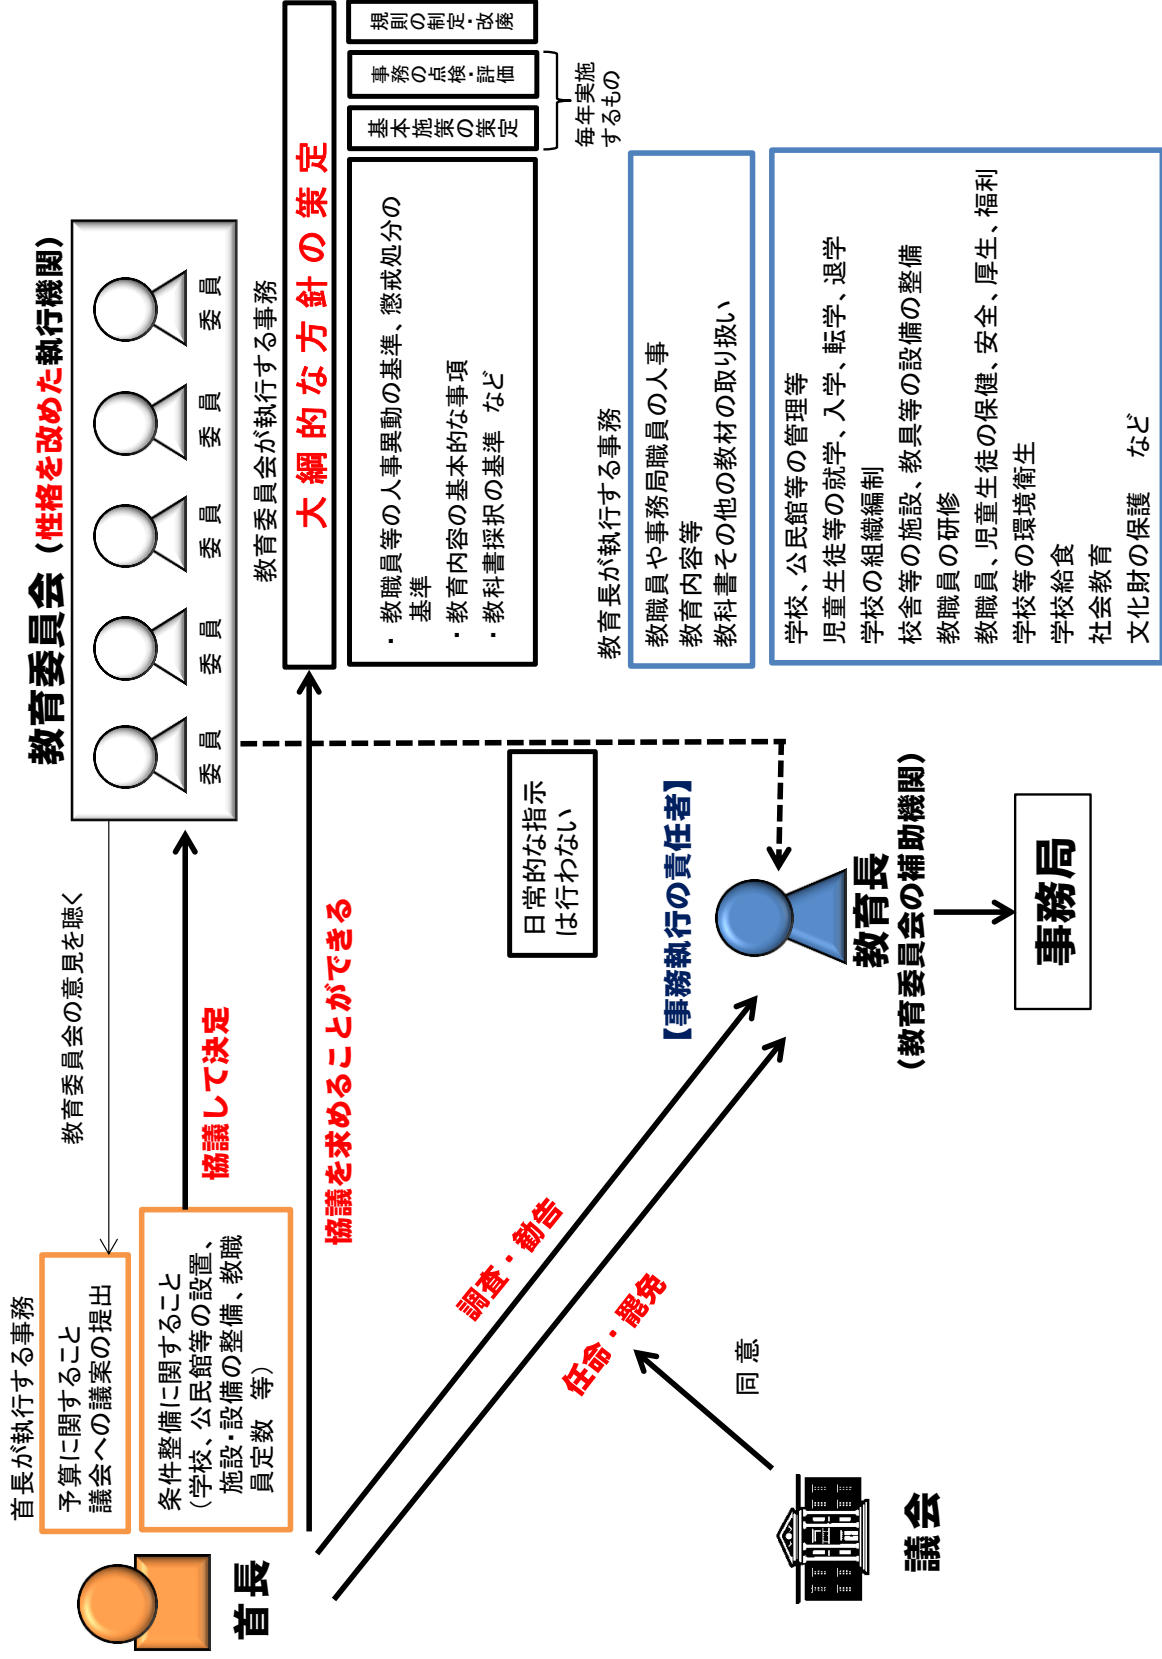 教育委員会（性格を改めた執行機関）
委員
委員
委員
委員
委員
首長が執行する事務
予算に関すること
議会への議案の提出
条件整備に関すること
（学校、公民館等の設置、
施設・設備の整備、教職
員定数　等）
首長
教育委員会の意見を聴く
協議して決定
協議を求めることができる
教育委員会が執行する事務
大綱的な方針の策定
・教職員等の人事異動の基準、懲戒処分の
基準
・教育内容の基本的な事項
・教科書採択の基準 など
基本施策の策定
事務の点検・評価
規則の制定・改廃
毎年実施
するもの
日常的な指示
は行わない
調査・勧告
任命・罷免
同意
議会
【事務執行の責任者】
教育長
（教育委員会の補助機関）
事務局
教育長が執行する事務
教職員や事務局職員の人事
教育内容等
教科書その他の教材の取り扱い
学校、公民館等の管理等
児童生徒等の就学、入学、転学、退学
学校の組織編制
校舎等の施設、教具等の設備の整備
教職員の研修
教職員、児童生徒の保健、安全、厚生、福利
学校等の環境衛生
学校給食
社会教育
文化財の保護　など